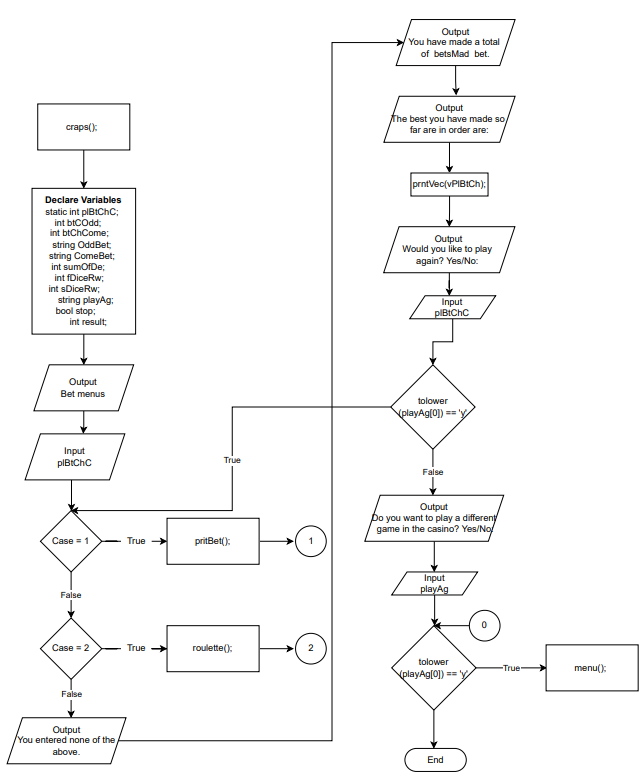 craps();
Declare Variables
static int plBtChC;
int btCOdd;
int btChCome;
string OddBet;
string ComeBet;
int sumOfDe;
int fDiceRw;
int sDiceRw;
string playAg;
bool stop;
int result;
Output
Bet menus
Input
plBtChC
Case = 1
True
pritBet();
1
False
Case = 2
True
roulette();
2
False
Output
You entered none of the
above.
Output
You have made a total
of betsMad bet.
Output
The best you have made so
far are in order are:
prntVec(vPlBtCh);
Output
Would you like to play
again? Yes/No:
Input
plBtChC
tolower
(playAg[0]) == 'y'
True
False
Output
Do you want to play a different
game in the casino? Yes/No:
Input
playAg
0
tolower
(playAg[0]) == 'y'
True
menu();
End